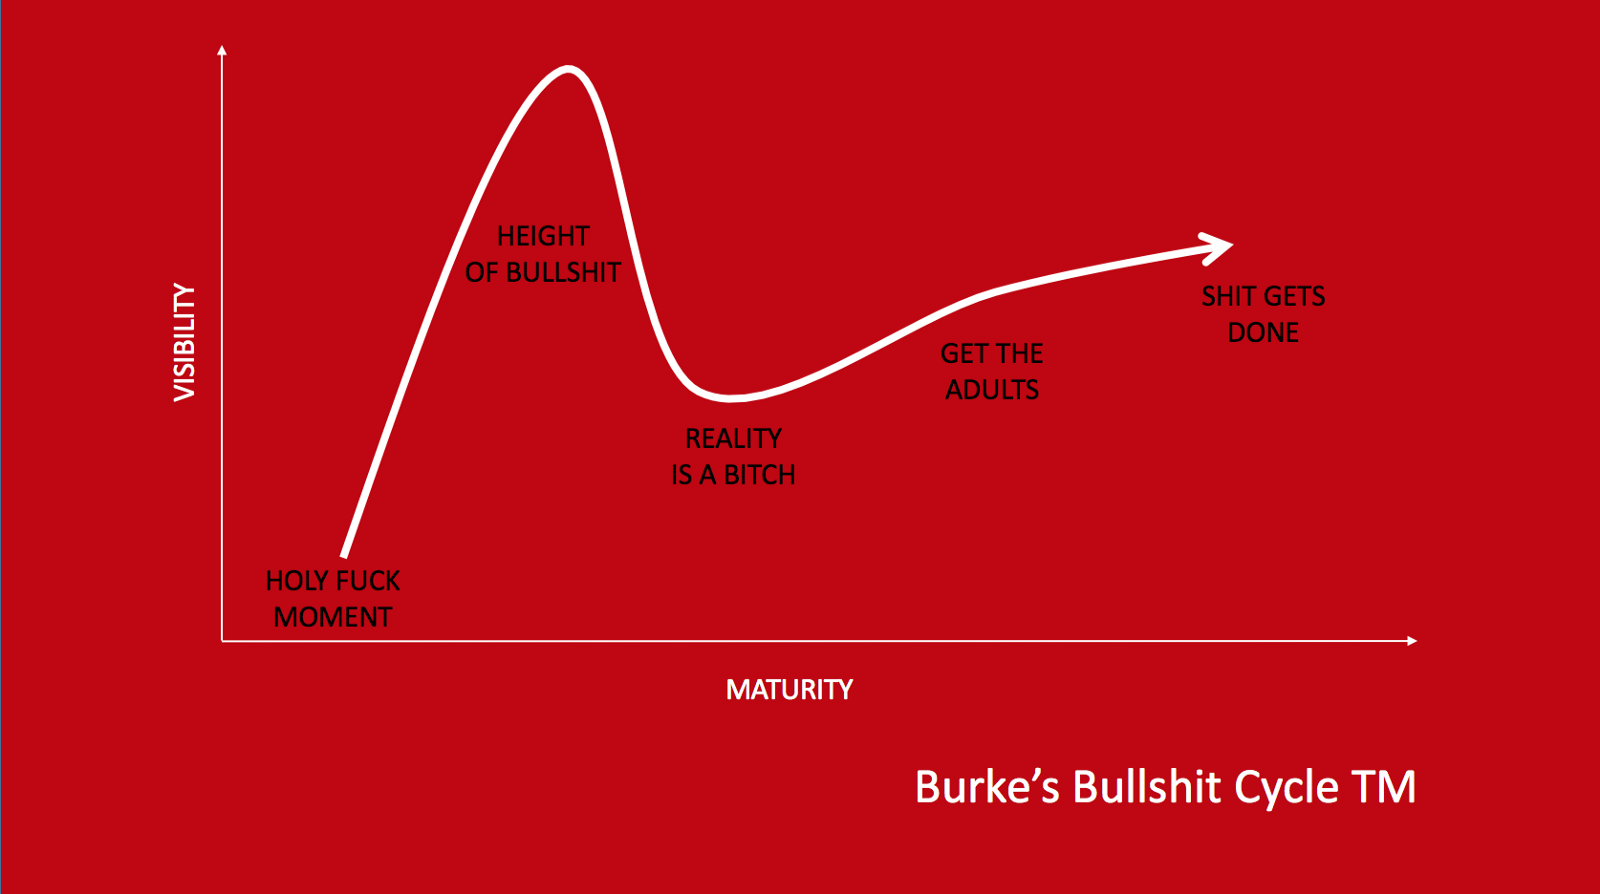 HEIGHT
OF BULLSHIT
VISIBILITY
SHIT GETS
DONE
GET THE
ADULTS
REALITY
IS A BITCH
HOLY FUCK
MOMENT
MATURITY
Burke’s Bullshit Cycle TM